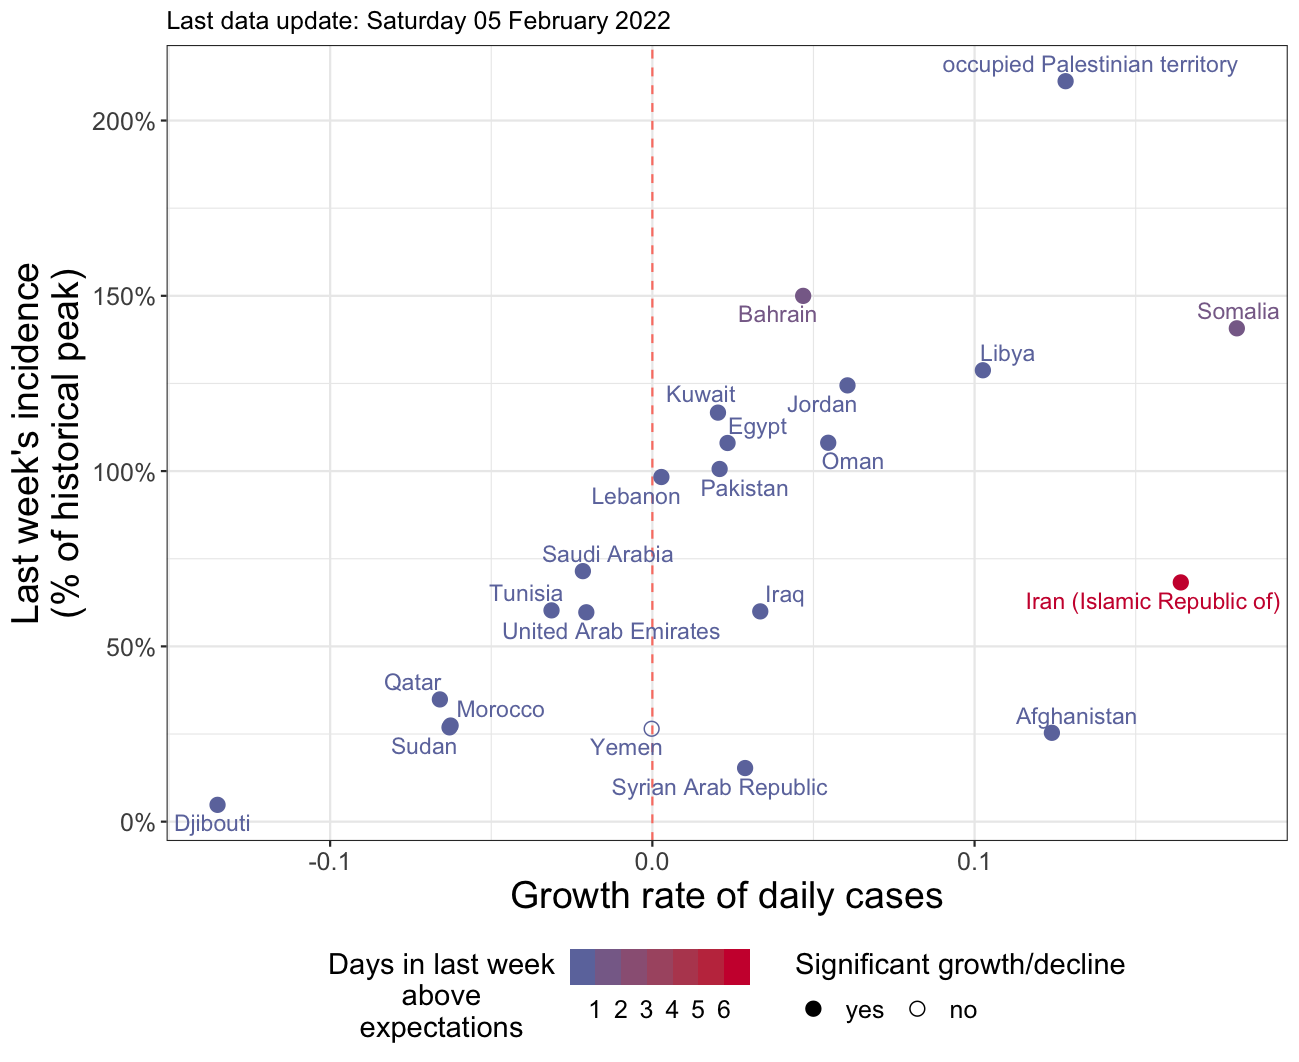 Last data update: Saturday 05 February 2022
occupied Palestinian territory
200%
150%
Bahrain
Somalia
Libya
Kuwait
Jordan
Egypt
Oman
100%
Lebanon
Pakistan
Saudi Arabia
Tunisia
Iraq
Iran (Islamic Republic of)
United Arab Emirates
50%
Qatar
Morocco
Afghanistan
Sudan
Yemen
Syrian Arab Republic
0%
Djibouti
Last week's incidence
(% of historical peak)
-0.1 0.0 0.1
Growth rate of daily cases
Days in last week
above
expectations
1 2 3 4 5 6
Significant growth/decline
yes no